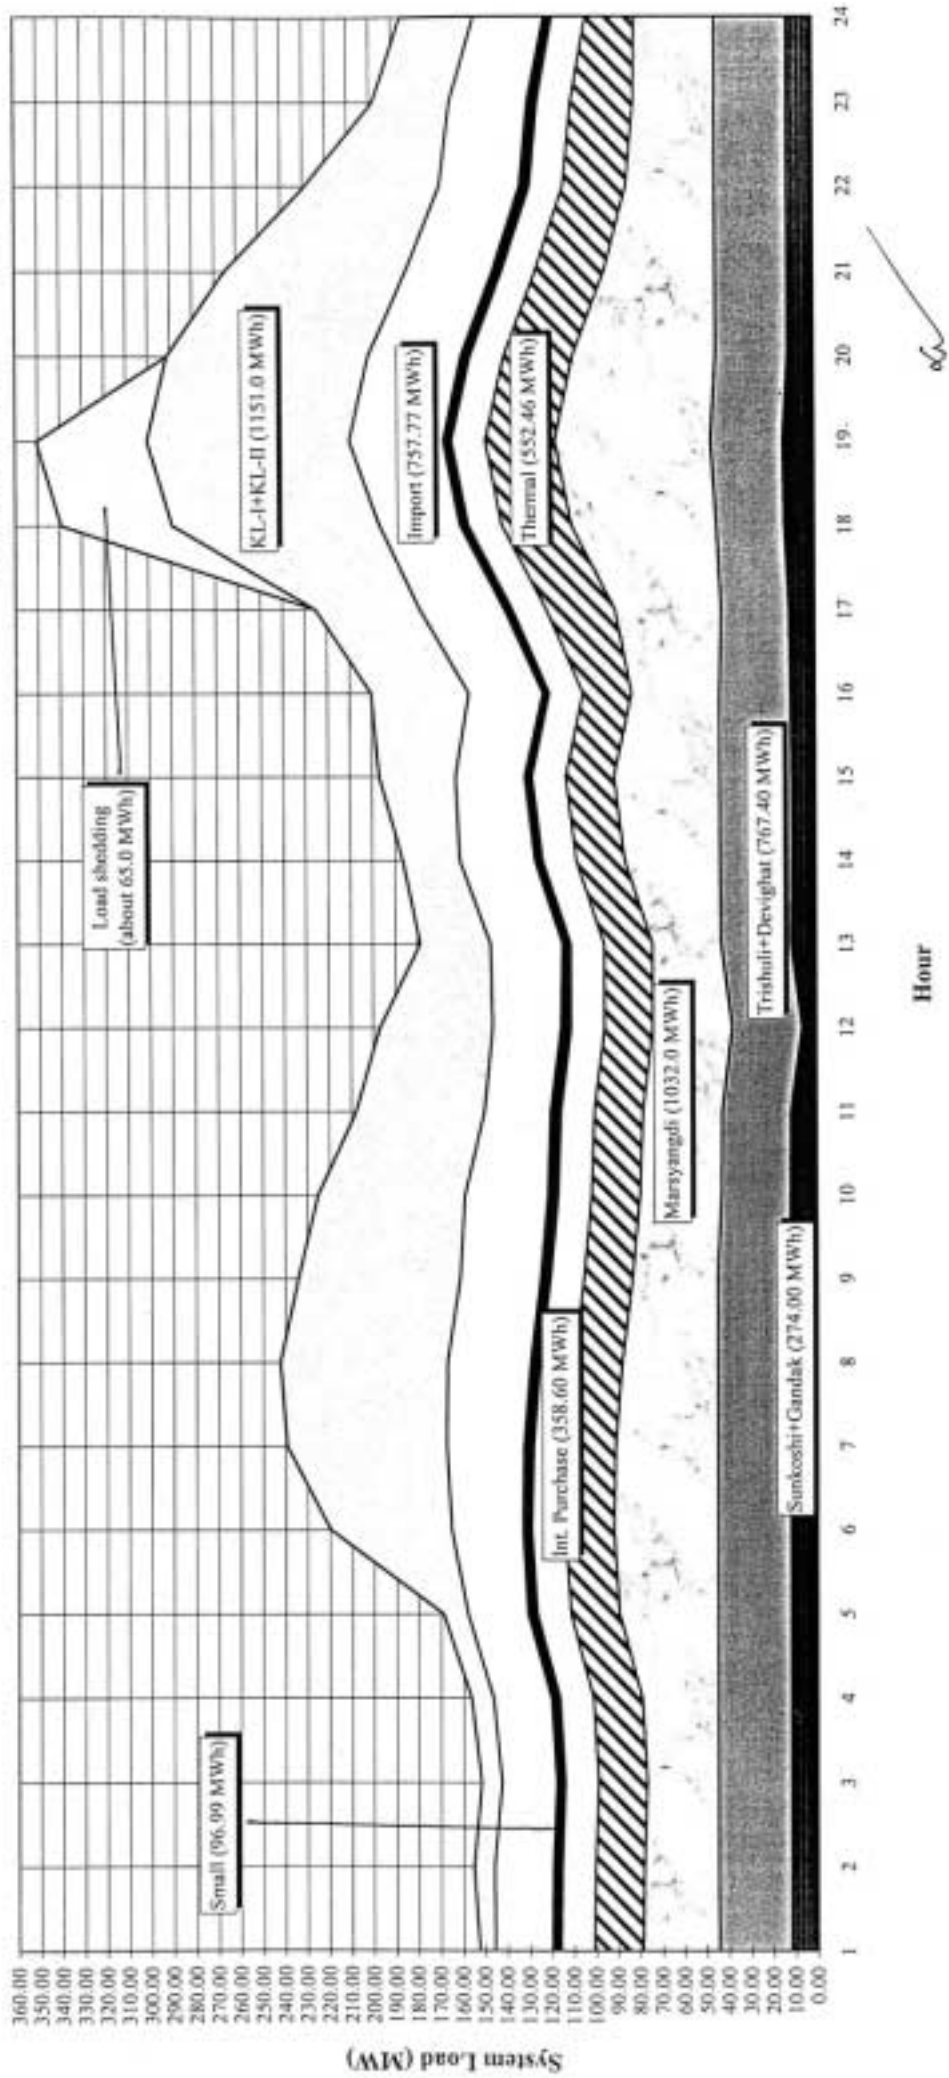 System Load (MW)
360.00
350.00
340.00
330.00
320.00
310.00
300.00
290.00
280.00
270.00
260.00
250.00
240.00
230.00
220.00
210.00
200.00
190.00
180.00
170.00
160.00
150.00
140.00
130.00
120.00
110.00
100.00
90.00
80.00
70.00
60.00
50.00
40.00
30.00
20.00
10.00
0.00
Load shedding
(about 65.0 MWh)
Small (96.99 MWh)
KL-I+KL-II (1151.0 MWh)
Import (757.77 MWh)
Thermal (552.46 MWh)
Int. Purchase (358.60 MWh)
Marsyangdi (1032.0 MWh)
Trishuli+Devighat (767.40 MWh)
Sunkoshi+Gandak (274.00 MWh)
1 2 3 4 5 6 7 8 9 10 11 12 13 14 15 16 17 18 19 20 21 22 23 24
Hour